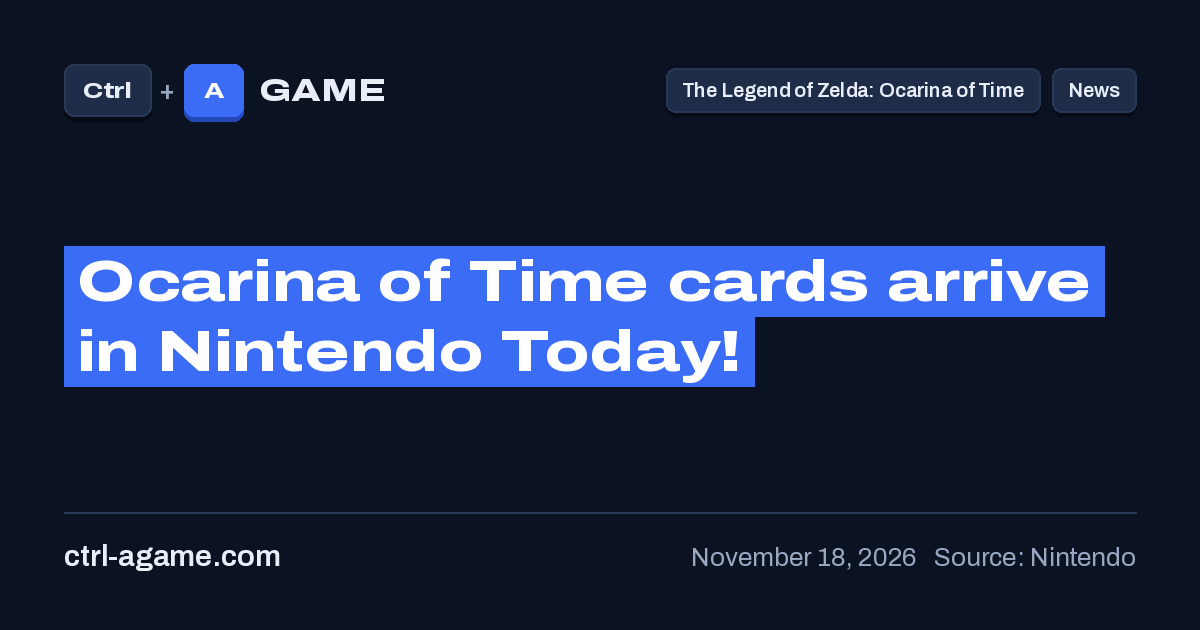 Ctrl + A GAME
The Legend of Zelda: Ocarina of Time News
Ocarina of Time cards arrive
in Nintendo Today!
ctrl-agame.com
November 18, 2026 Source: Nintendo